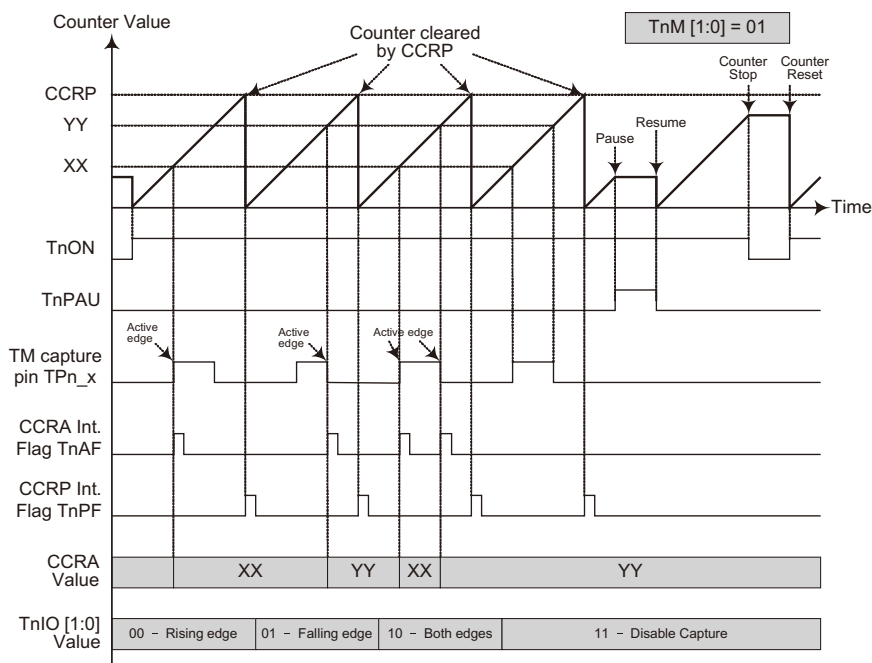 Counter Value
Counter cleared
by CCRP
TnM [1:0] = 01
Counter
Stop
Counter
Reset
CCRP
YY
XX
Pause
Resume
Time
TnON
TnPAU
Active
edge
Active
edge
Active edge
TM capture
pin TPn_x
CCRA Int.
Flag TnAF
CCRP Int.
Flag TnPF
CCRA
Value
XX
YY
XX
YY
TnIO [1:0]
Value
00 – Rising edge
01 – Falling edge
10 – Both edges
11 – Disable Capture